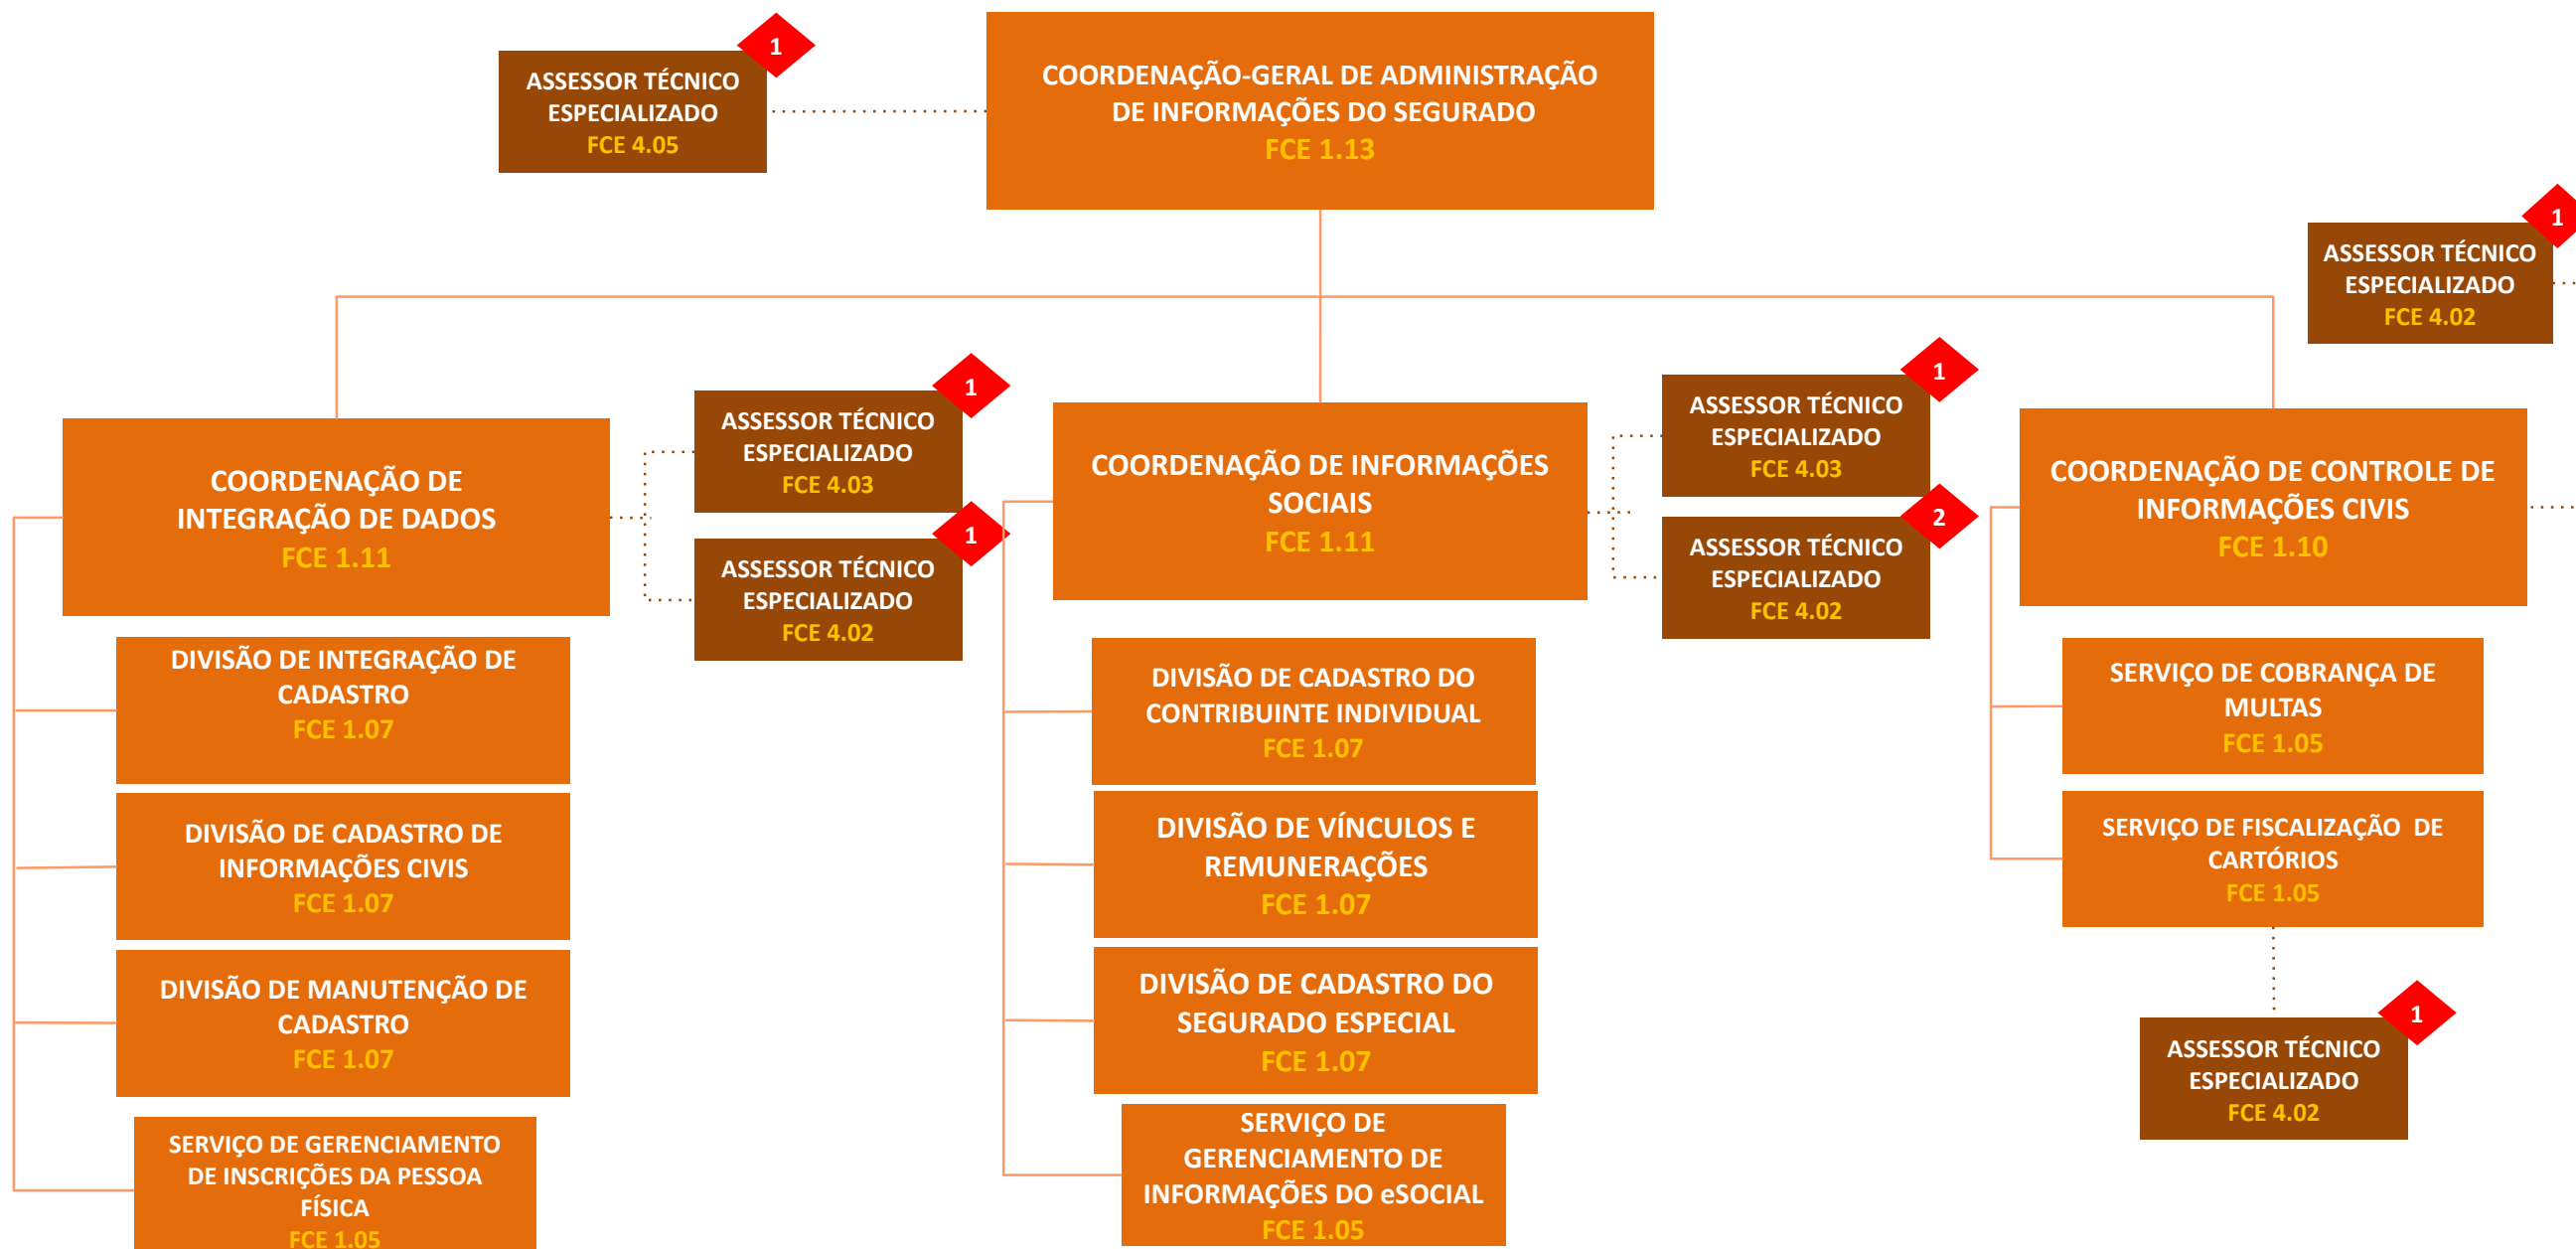 1
ASSESSOR TÉCNICO
ESPECIALIZADO
FCE 4.05
COORDENAÇÃO-GERAL DE ADMINISTRAÇÃO
DE INFORMAÇÕES DO SEGURADO
FCE 1.13
1
ASSESSOR TÉCNICO
ESPECIALIZADO
FCE 4.02
COORDENAÇÃO DE
INTEGRAÇÃO DE DADOS
FCE 1.11
1
ASSESSOR TÉCNICO
ESPECIALIZADO
FCE 4.03
1
ASSESSOR TÉCNICO
ESPECIALIZADO
FCE 4.02
DIVISÃO DE INTEGRAÇÃO DE
CADASTRO
FCE 1.07
DIVISÃO DE CADASTRO DE
INFORMAÇÕES CIVIS
FCE 1.07
DIVISÃO DE MANUTENÇÃO DE
CADASTRO
FCE 1.07
SERVIÇO DE GERENCIAMENTO
DE INSCRIÇÕES DA PESSOA
FÍSICA
FCE 1.05
COORDENAÇÃO DE INFORMAÇÕES
SOCIAIS
FCE 1.11
1
ASSESSOR TÉCNICO
ESPECIALIZADO
FCE 4.03
2
ASSESSOR TÉCNICO
ESPECIALIZADO
FCE 4.02
DIVISÃO DE CADASTRO DO
CONTRIBUINTE INDIVIDUAL
FCE 1.07
DIVISÃO DE VÍNCULOS E
REMUNERAÇÕES
FCE 1.07
DIVISÃO DE CADASTRO DO
SEGURADO ESPECIAL
FCE 1.07
SERVIÇO DE
GERENCIAMENTO DE
INFORMAÇÕES DO eSOCIAL
FCE 1.05
COORDENAÇÃO DE CONTROLE DE
INFORMAÇÕES CIVIS
FCE 1.10
SERVIÇO DE COBRANÇA DE
MULTAS
FCE 1.05
SERVIÇO DE FISCALIZAÇÃO DE
CARTÓRIOS
FCE 1.05
1
ASSESSOR TÉCNICO
ESPECIALIZADO
FCE 4.02